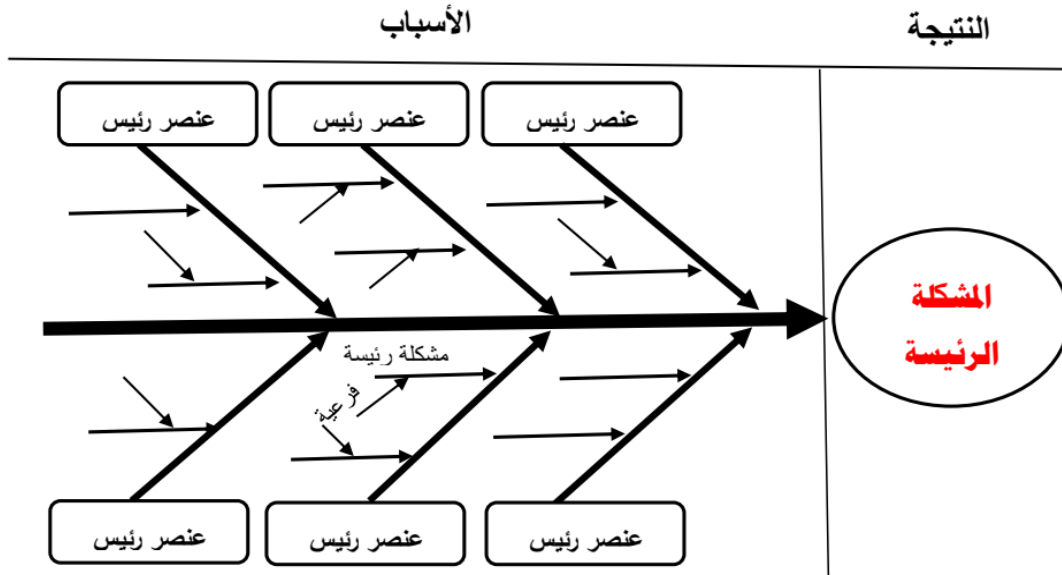 النتيجة
الأسباب
عنصر رئيس
عنصر رئيس
عنصر رئيس
المشكلة
الرئيسة
مشكلة رئيسة
فرعية
عنصر رئيس
عنصر رئيس
عنصر رئيس